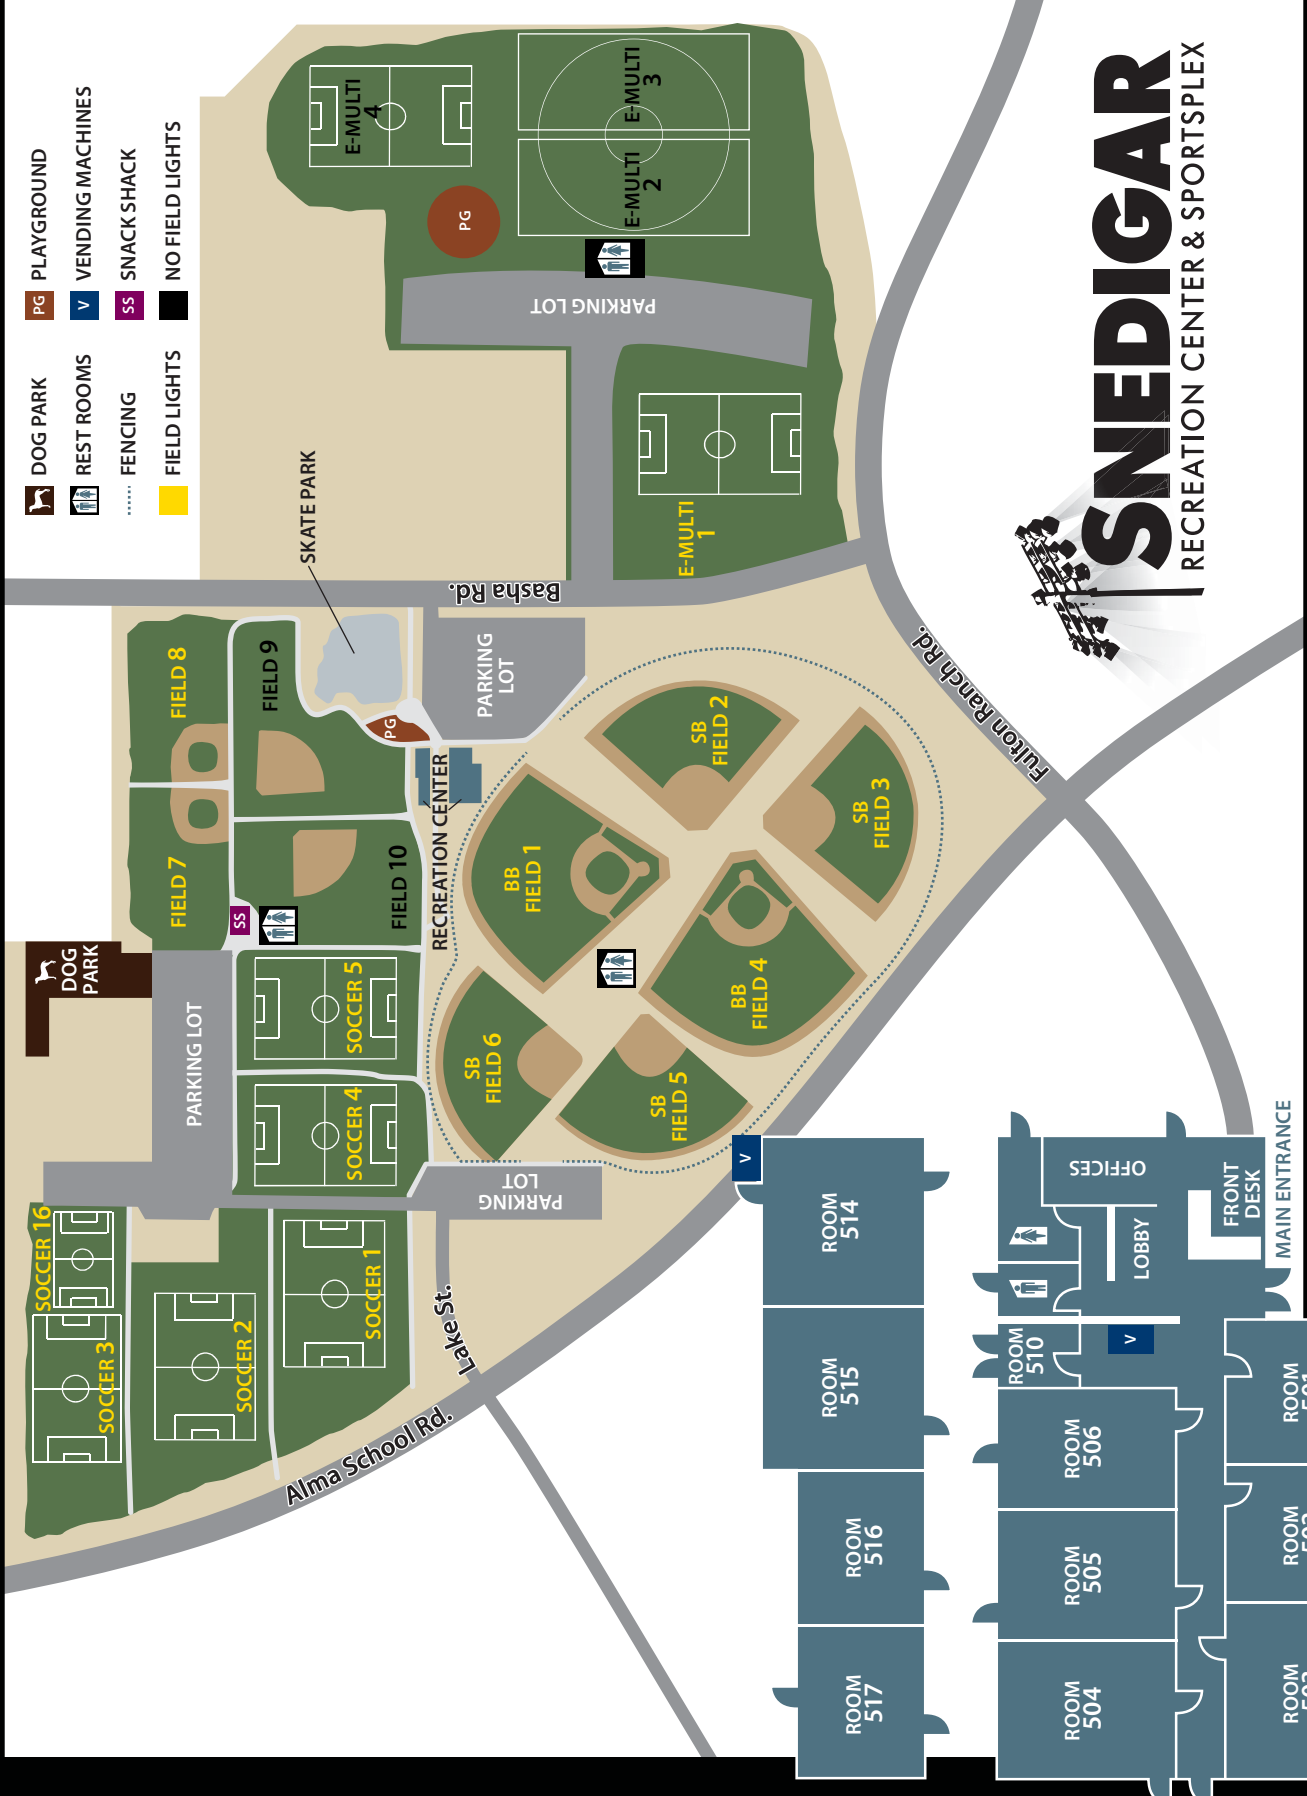 DOG PARK
REST ROOMS
FENCING
FIELD LIGHTS
PG
PLAYGROUND
V
VENDING MACHINES
SS
SNACK SHACK
NO FIELD LIGHTS
SOCCER 16
SOCCER 3
SOCCER 2
SOCCER 1
DOG
PARK
PARKING LOT
SOCCER 4
SOCCER 5
FIELD 7
FIELD 8
SS
FIELD 9
FIELD 10
SKATE PARK
PG
RECREATION CENTER
PARKING
LOT
PARKING
LOT
Basha Rd.
E-MULTI
4
E-MULTI
3
E-MULTI
2
PG
PARKING LOT
E-MULTI
1
BB
FIELD 1
SB
FIELD 2
SB
FIELD 3
BB
FIELD 4
SB
FIELD 5
SB
FIELD 6
Lake St.
Alma School Rd.
Fulton Ranch Rd.
SNEDIGAR
RECREATION CENTER & SPORTSPLEX
V
ROOM
517
ROOM
516
ROOM
515
ROOM
514
ROOM
504
ROOM
505
ROOM
506
ROOM
510
V
LOBBY
OFFICES
FRONT
DESK
MAIN ENTRANCE
ROOM
ROOM
ROOM